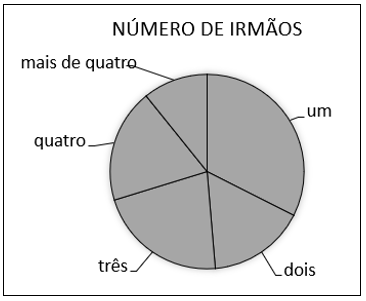 NÚMERO DE IRMÃOS
mais de quatro
um
quatro
três
dois